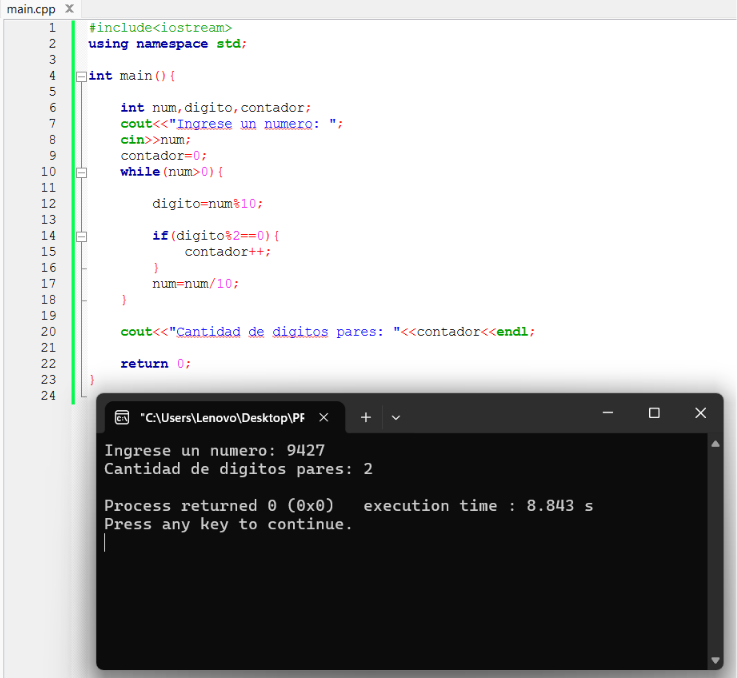 main.cpp X
1 #include<iostream>
2 using namespace std;
3
4 int main(){
5
6 int num,digito,contador;
7 cout<<"Ingrese un numero: ";
8 cin>>num;
9 contador=0;
10 while(num>0){
11
12 digito=num%10;
13
14 if(digito%2==0){
15 contador++;
16 }
17 num=num/10;
18 }
19
20 cout<<"Cantidad de digitos pares: "<<contador<<endl;
21
22 return 0;
23 }
24
"C:\Users\Lenovo\Desktop\PF
Ingrese un numero: 9427
Cantidad de digitos pares: 2
Process returned 0 (0x0)   execution time : 8.843 s
Press any key to continue.